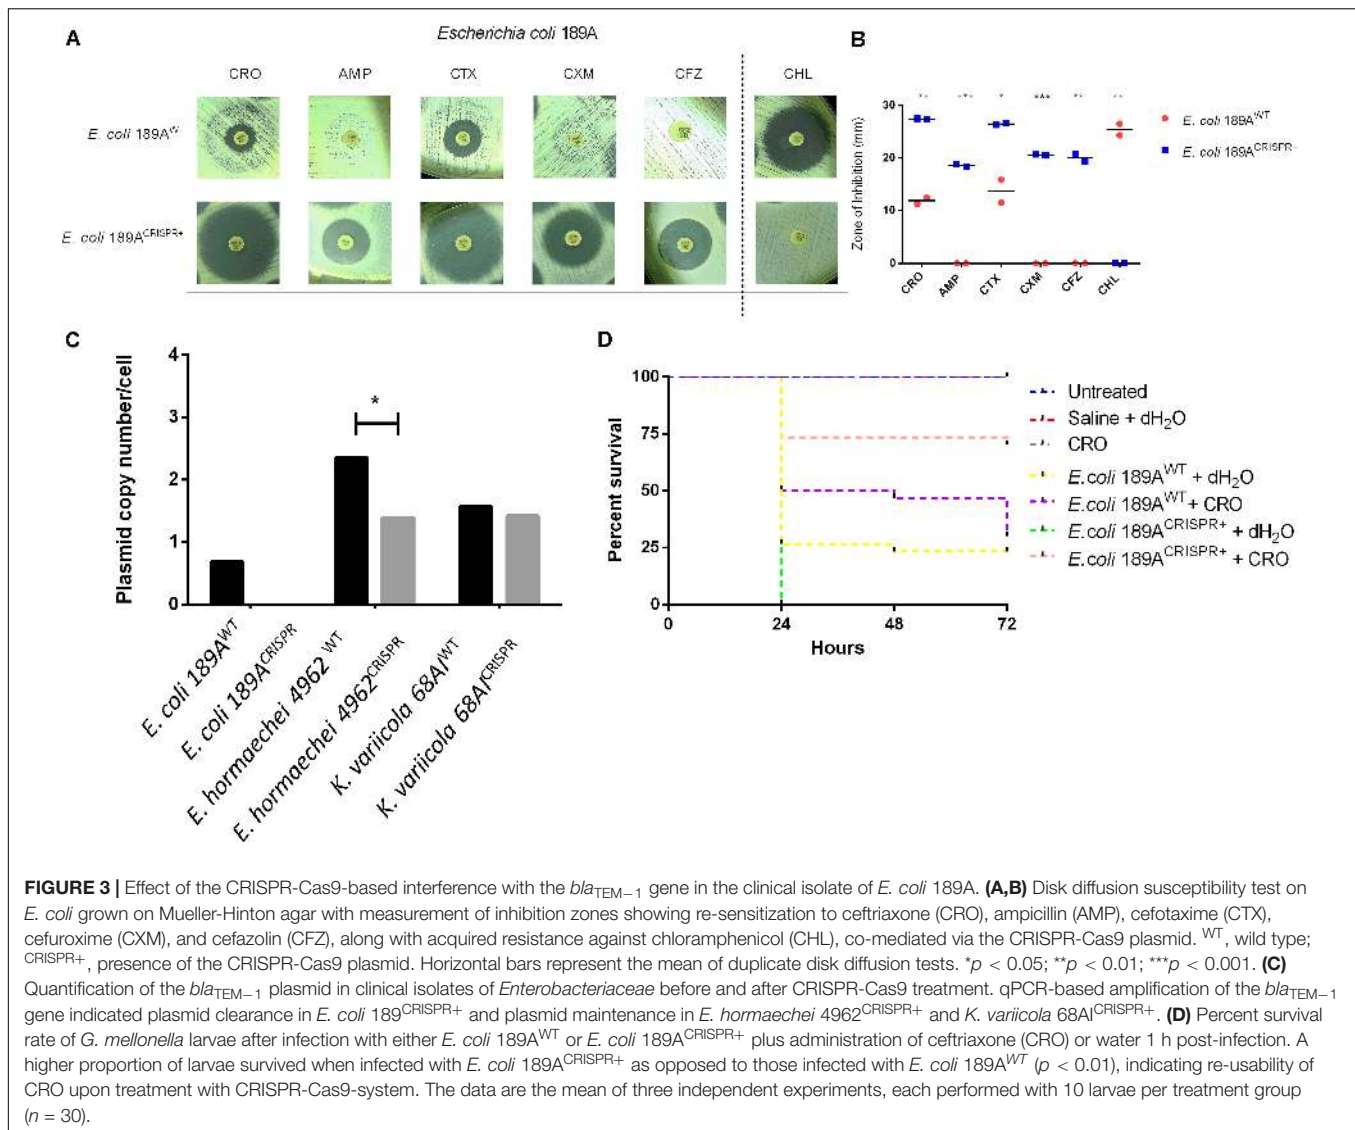 A
Escherichia coli 189A
CRO AMP CTX CXM CFZ CHL
E. coli 189A^W
E. coli 189A^CRISPR+
B
** *** * *** ** **
Zone of Inhibition (mm)
30
20
10
0
CRO AMP CTX CXM CFZ CHL
E. coli 189A^WT
E. coli 189A^CRISPR-
C
Plasmid copy number/cell
4
3
2
1
0
*
E. coli 189A^WT
E. coli 189A^CRISPR
E. hormaechei 4962^WT
E. hormaechei 4962^CRISPR
K. variicola 68AI^WT
K. variicola 68AI^CRISPR
D
Percent survival
100
75
50
25
0
0 24 48 72
Hours
Untreated
Saline + dH₂O
CRO
E.coli 189A^WT + dH₂O
E.coli 189A^WT + CRO
E.coli 189A^CRISPR+ + dH₂O
E.coli 189A^CRISPR+ + CRO
FIGURE 3 | Effect of the CRISPR-Cas9-based interference with the bla_TEM−1 gene in the clinical isolate of E. coli 189A. (A,B) Disk diffusion susceptibility test on
E. coli grown on Mueller-Hinton agar with measurement of inhibition zones showing re-sensitization to ceftriaxone (CRO), ampicillin (AMP), cefotaxime (CTX),
cefuroxime (CXM), and cefazolin (CFZ), along with acquired resistance against chloramphenicol (CHL), co-mediated via the CRISPR-Cas9 plasmid. ^WT, wild type;
^CRISPR+, presence of the CRISPR-Cas9 plasmid. Horizontal bars represent the mean of duplicate disk diffusion tests. *p < 0.05; **p < 0.01; ***p < 0.001. (C)
Quantification of the bla_TEM−1 plasmid in clinical isolates of Enterobacteriaceae before and after CRISPR-Cas9 treatment. qPCR-based amplification of the bla_TEM−1
gene indicated plasmid clearance in E. coli 189^CRISPR+ and plasmid maintenance in E. hormaechei 4962^CRISPR+ and K. variicola 68AI^CRISPR+. (D) Percent survival
rate of G. mellonella larvae after infection with either E. coli 189A^WT or E. coli 189A^CRISPR+ plus administration of ceftriaxone (CRO) or water 1 h post-infection. A
higher proportion of larvae survived when infected with E. coli 189A^CRISPR+ as opposed to those infected with E. coli 189A^WT (p < 0.01), indicating re-usability of
CRO upon treatment with CRISPR-Cas9-system. The data are the mean of three independent experiments, each performed with 10 larvae per treatment group
(n = 30).